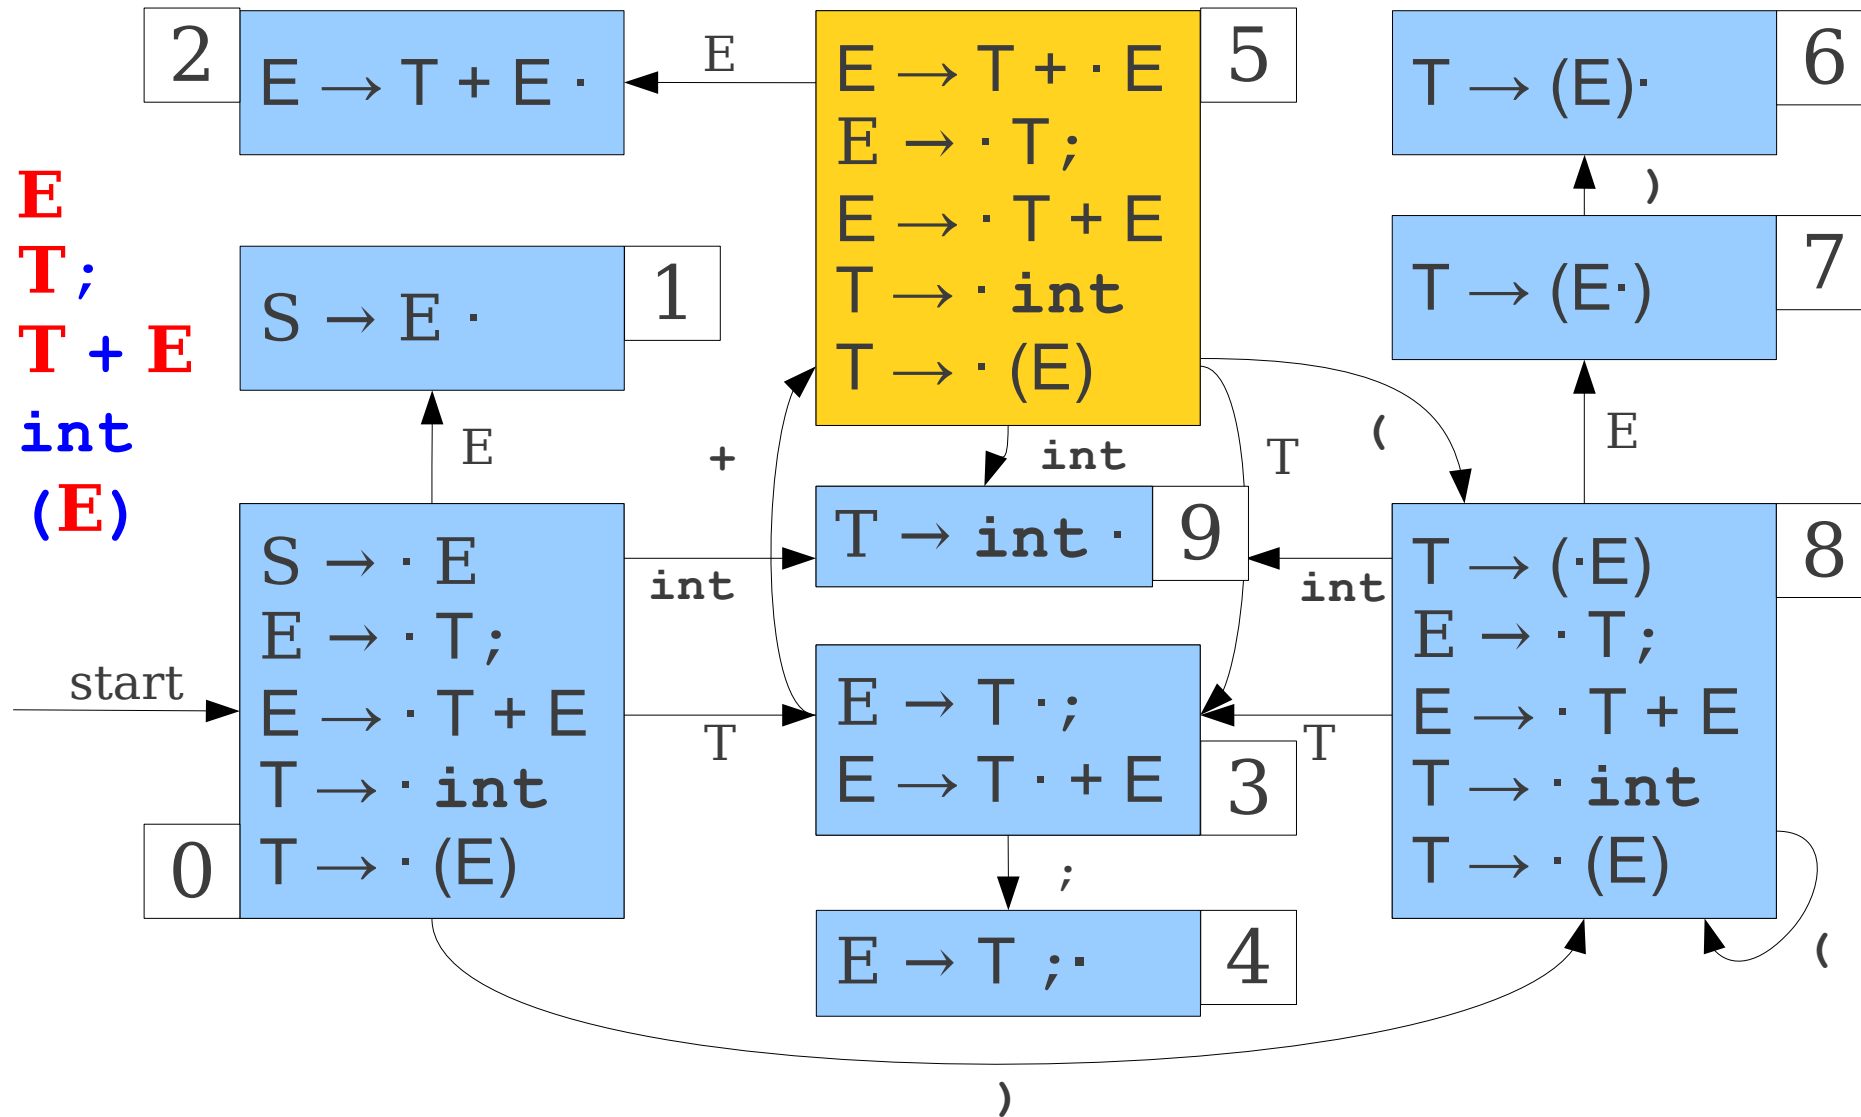 2
E → T + E ·
E
E → T + · E
E → · T ;
E → · T + E
T → · int
T → · (E)
5
T → (E)·
6
)
T → (E·)
7
E
T ;
T + E
int
(E)
S → E ·
1
E
+
int
T
(
E
S → · E
E → · T ;
E → · T + E
T → · int
T → · (E)
0
start
int
T
T → int ·
9
int
T
E → T · ;
E → T · + E
3
;
E → T ;·
4
T → (·E)
E → · T ;
E → · T + E
T → · int
T → · (E)
8
(
)